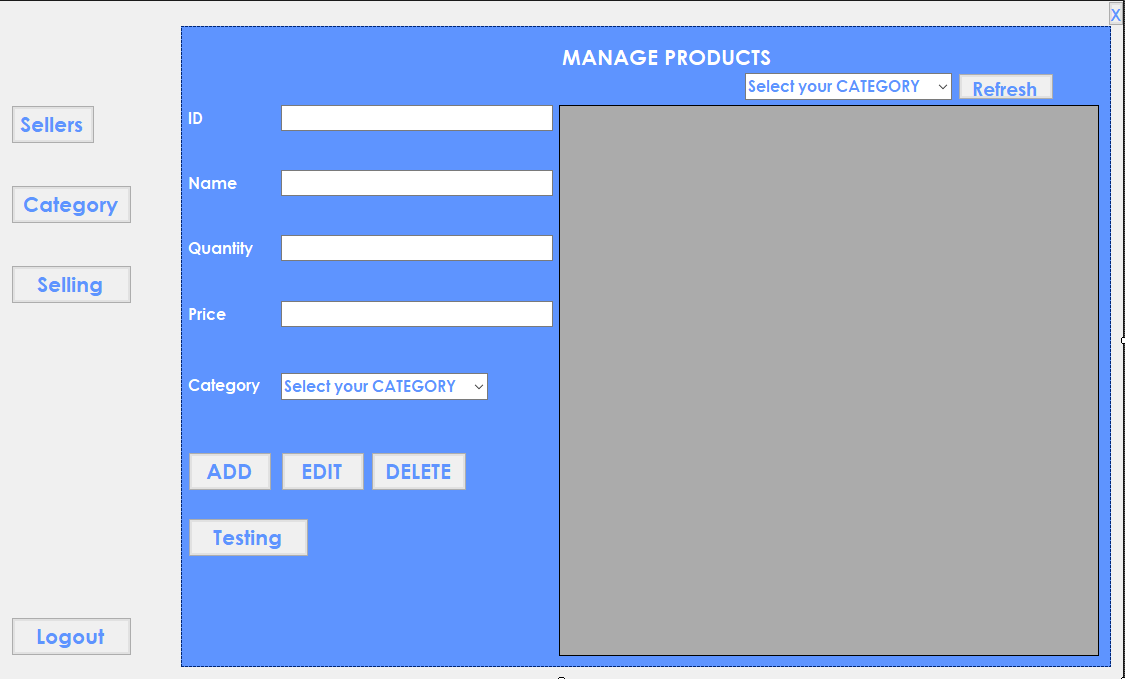 X
MANAGE PRODUCTS
Select your CATEGORY
Refresh
Sellers
Category
Selling
Logout
ID
Name
Quantity
Price
Category
Select your CATEGORY
ADD
EDIT
DELETE
Testing